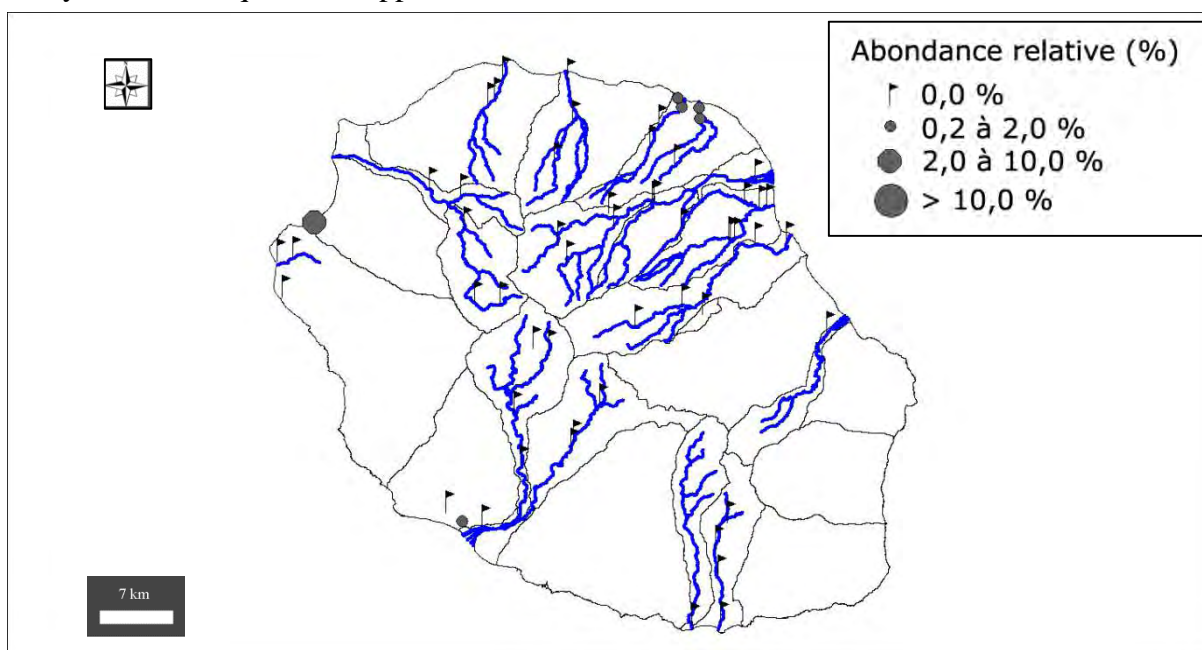 Abondance relative (%)
0,0 %
0,2 à 2,0 %
2,0 à 10,0 %
> 10,0 %
7 km